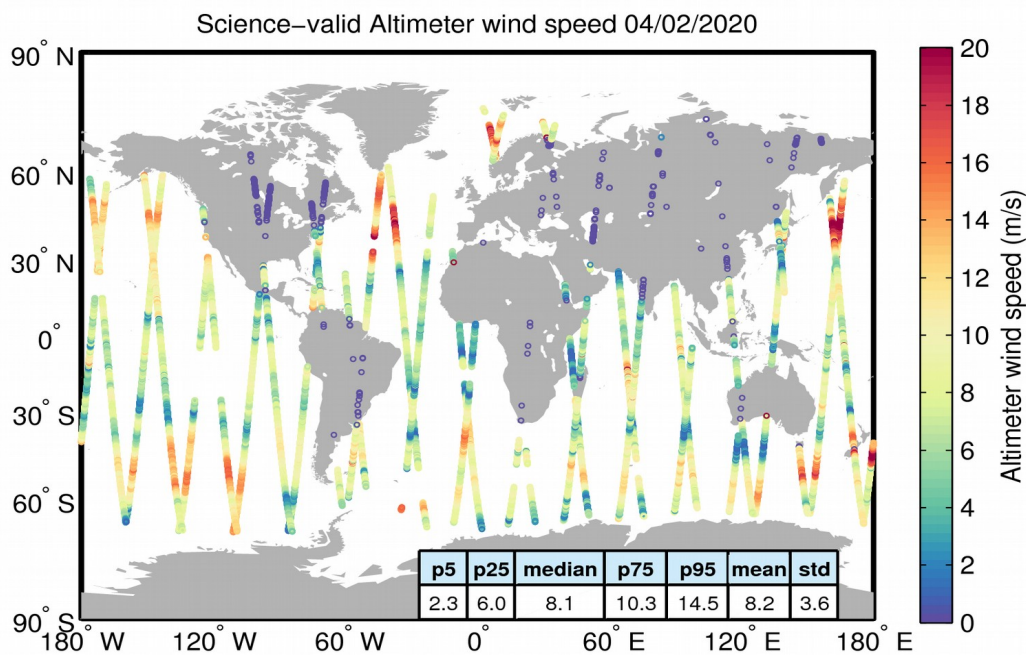 Science−valid Altimeter wind speed 04/02/2020
90° N
60° N
30° N
0°
30° S
60° S
90° S
180° W
120° W
60° W
0°
60° E
120° E
180° E
p5 p25 median p75 p95 mean std
2.3 6.0 8.1 10.3 14.5 8.2 3.6
20
18
16
14
12
10
8
6
4
2
0
Altimeter wind speed (m/s)